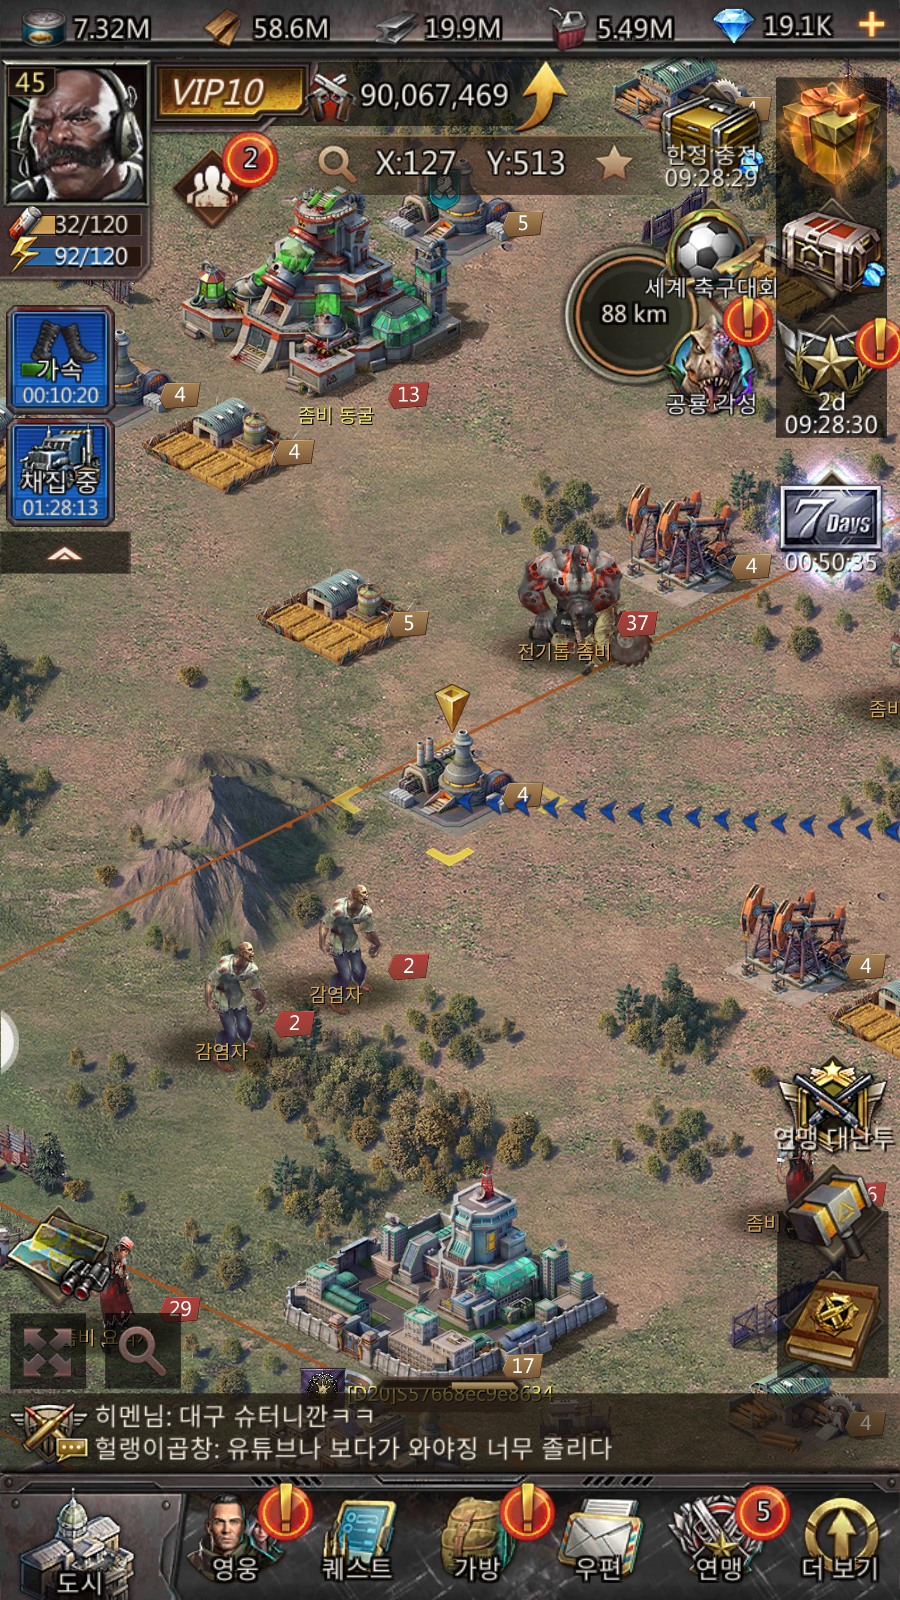 7.32M 58.6M 19.9M 5.49M 19.1K
45 VIP10 90,067,469
2 X:127 Y:513
한정 충전
09:28:29
32/120
92/120
5
세계 축구대회
88 km
가속
00:10:20
4
13
좀비 동굴
공룡 각성
2d
09:28:30
채집 중
01:28:13
4
7 Days
00:50:35
4
5
37
전기톱 좀비
좀비
4
4
2
감염자
2
감염자
연맹 대난투
좀비
29
17
[D20]S57668ec9e8634
4
히멘님: 대구 슈터니깐ㅋㅋ
헐랭이곱창: 유튜브나 보다가 와야징 너무 졸리다
5
도시 영웅 퀘스트 가방 우편 연맹 더 보기